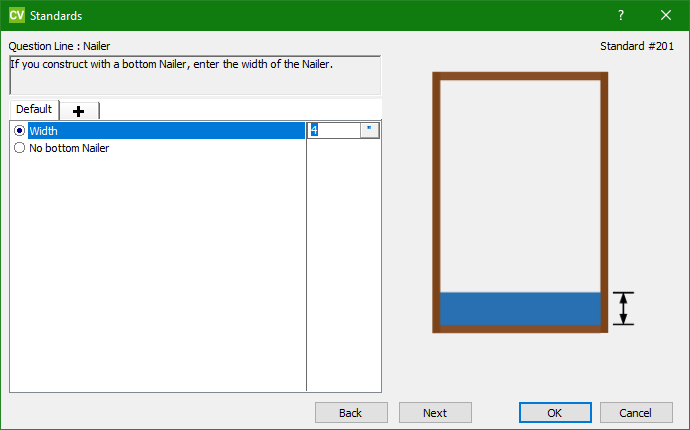 CV Standards ?
Question Line : Nailer Standard #201
If you construct with a bottom Nailer, enter the width of the Nailer.
Default +
Width 4 "
No bottom Nailer
Back Next OK Cancel